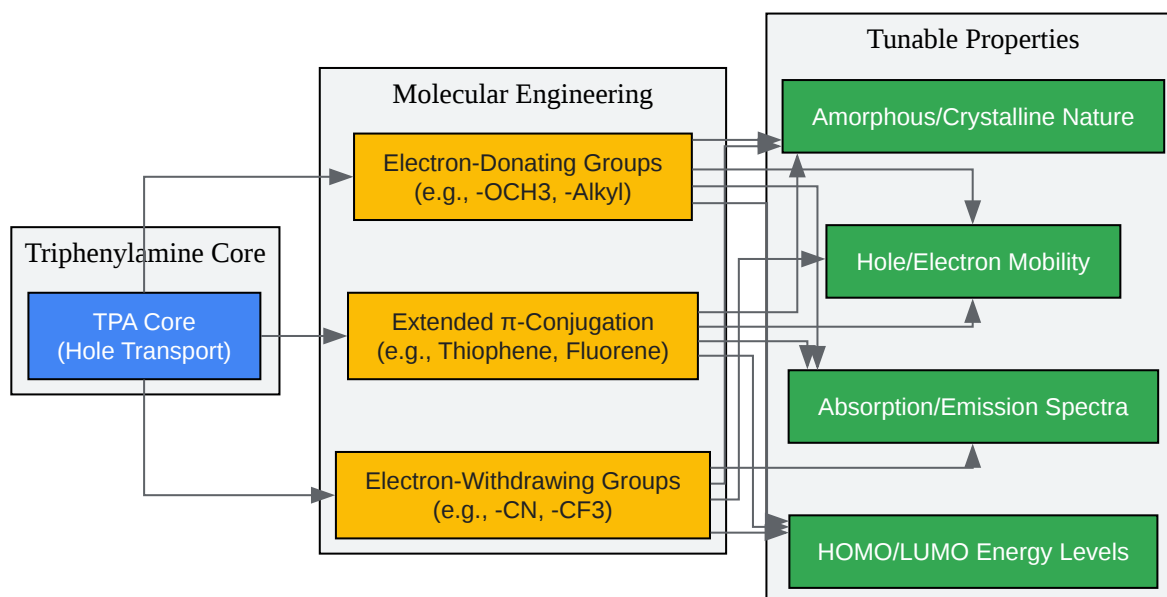 Triphenylamine Core
TPA Core
(Hole Transport)
Molecular Engineering
Electron-Donating Groups
(e.g., -OCH3, -Alkyl)
Extended π-Conjugation
(e.g., Thiophene, Fluorene)
Electron-Withdrawing Groups
(e.g., -CN, -CF3)
Tunable Properties
Amorphous/Crystalline Nature
Hole/Electron Mobility
Absorption/Emission Spectra
HOMO/LUMO Energy Levels